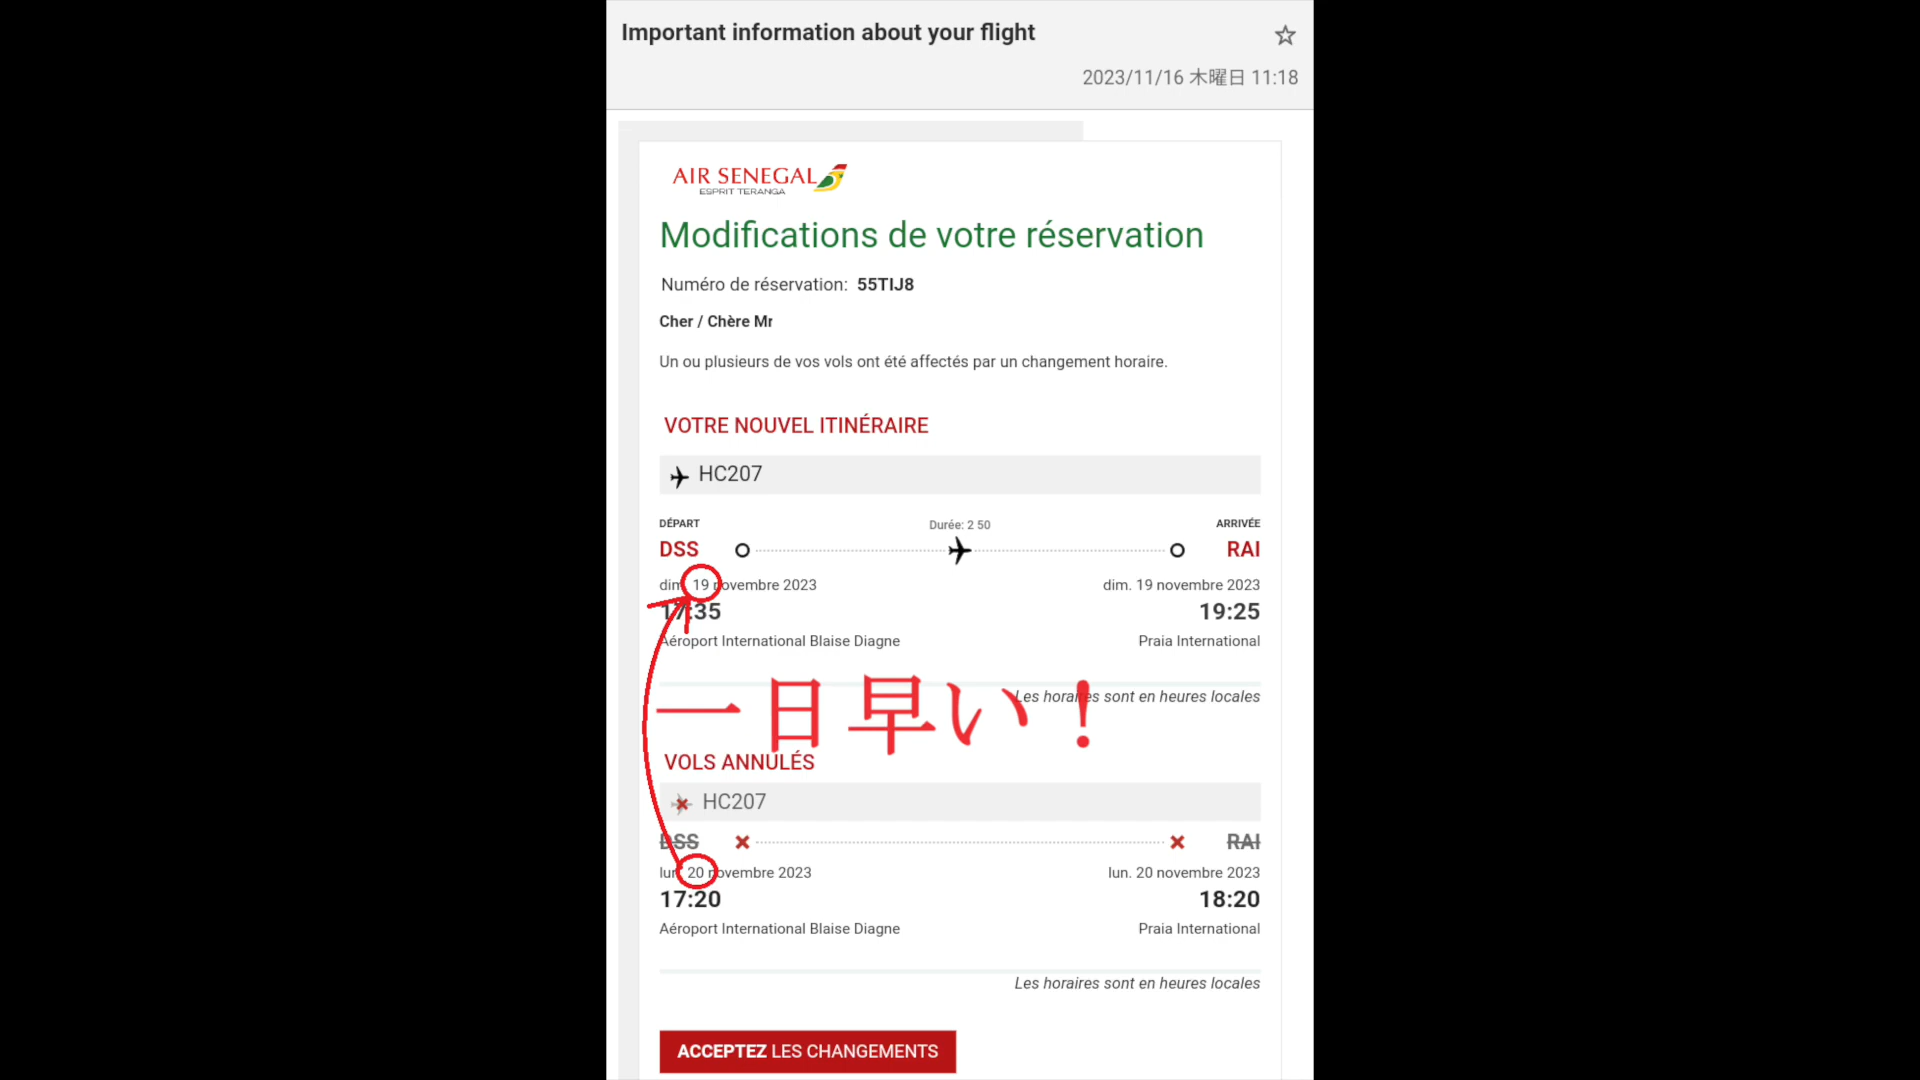 Important information about your flight
2023/11/16 木曜日 11:18
AIR SENEGAL
ESPRIT TERANGA
Modifications de votre réservation
Numéro de réservation: 55TIJ8
Cher / Chère Mr
Un ou plusieurs de vos vols ont été affectés par un changement horaire.
VOTRE NOUVEL ITINÉRAIRE
HC207
DÉPART Durée: 2 50 ARRIVÉE
DSS RAI
dim. 19 novembre 2023 dim. 19 novembre 2023
17:35 19:25
Aéroport International Blaise Diagne Praia International
Les horaires sont en heures locales
一日早い！
VOLS ANNULÉS
HC207
DSS RAI
lun. 20 novembre 2023 lun. 20 novembre 2023
17:20 18:20
Aéroport International Blaise Diagne Praia International
Les horaires sont en heures locales
ACCEPTEZ LES CHANGEMENTS